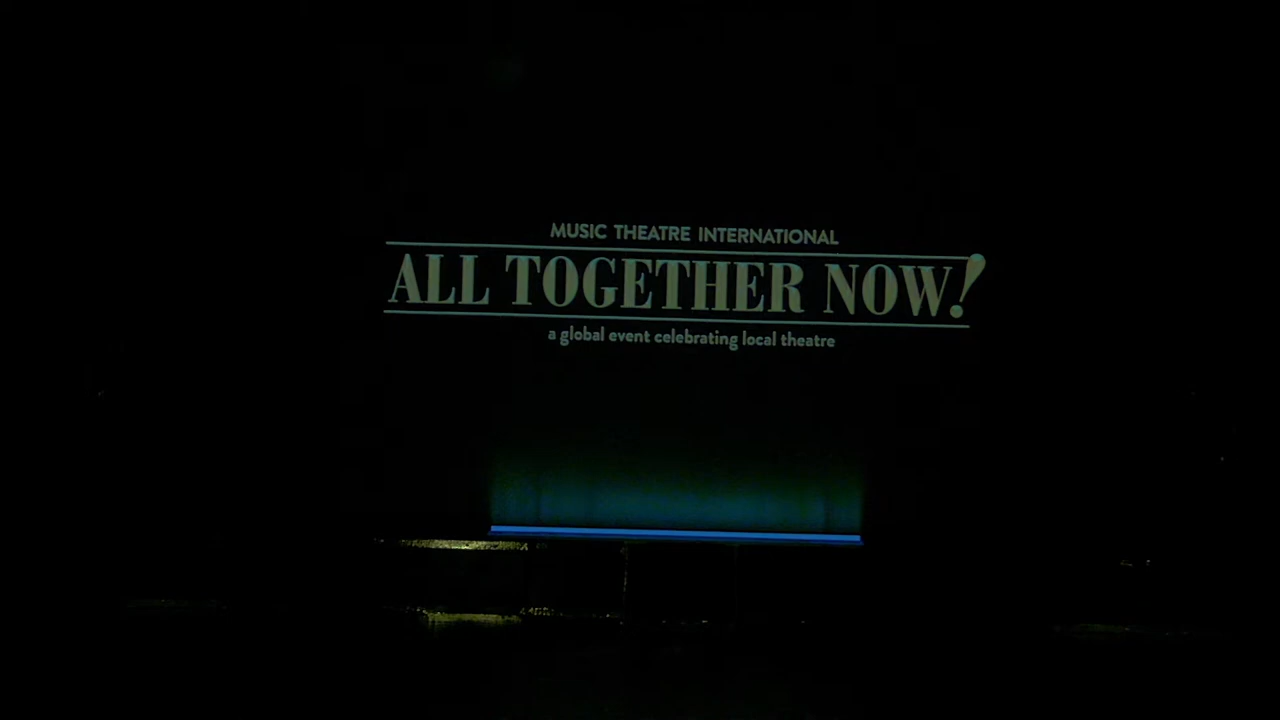 MUSIC THEATRE INTERNATIONAL
ALL TOGETHER NOW!
a global event celebrating local theatre